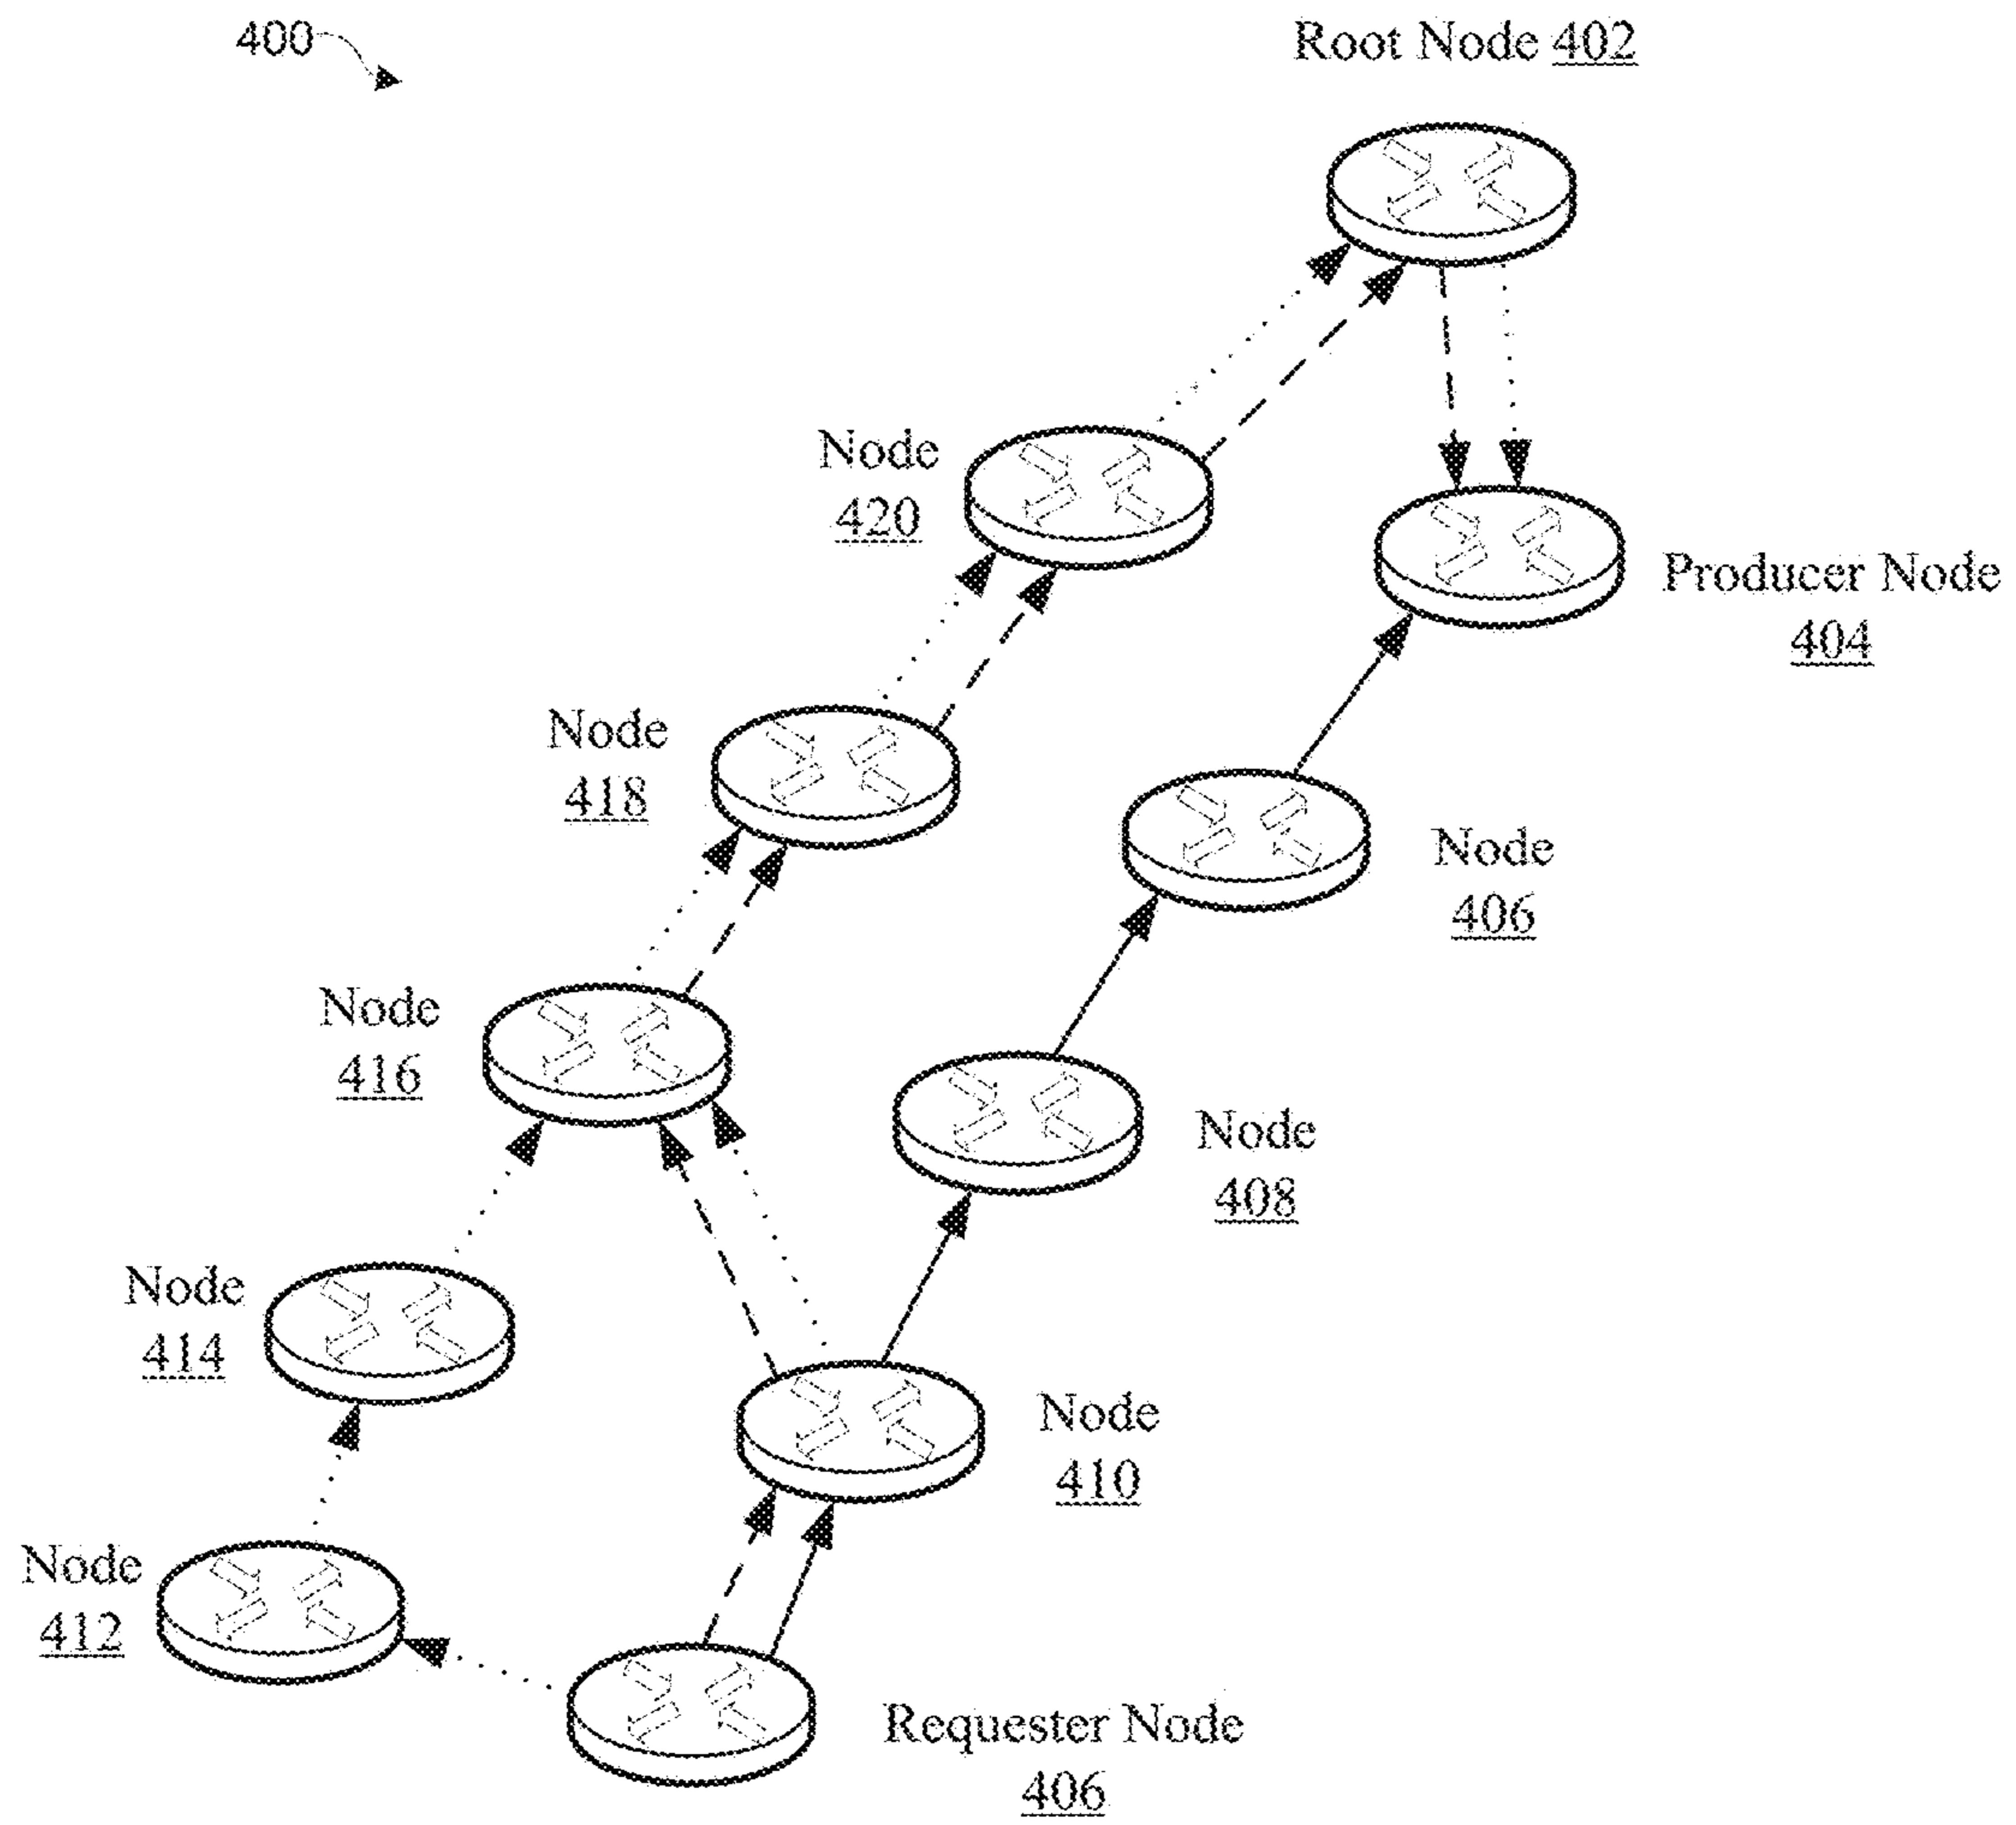 400
Root Node 402
Node
420
Producer Node
404
Node
418
Node
406
Node
416
Node
408
Node
414
Node
410
Node
412
Requester Node
406